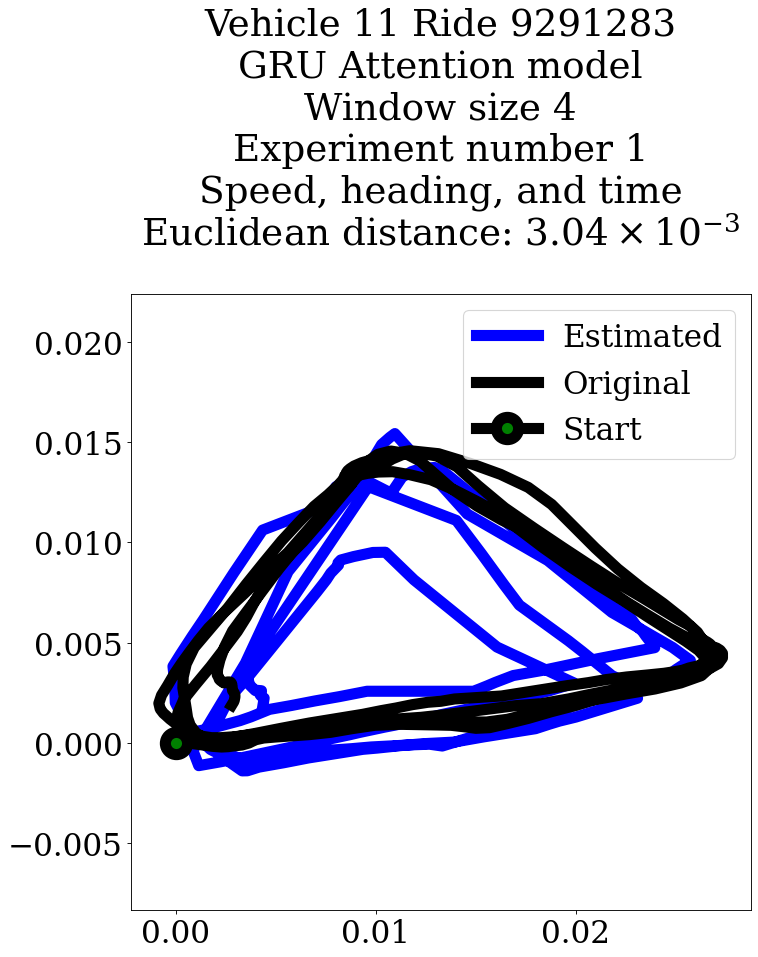 Vehicle 11 Ride 9291283
GRU Attention model
Window size 4
Experiment number 1
Speed, heading, and time
Euclidean distance: 3.04 × 10⁻³
Estimated
Original
Start
0.020
0.015
0.010
0.005
0.000
−0.005
0.00 0.01 0.02